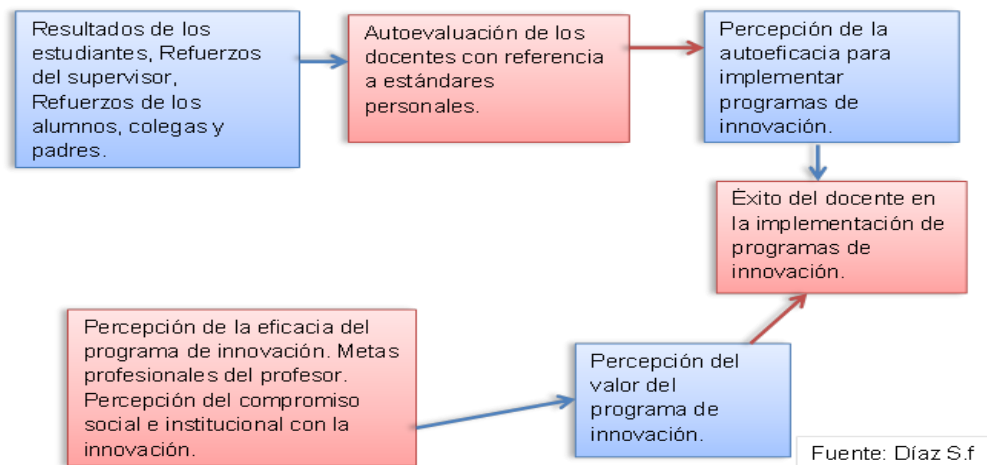 Resultados de los
estudiantes, Refuerzos
del supervisor,
Refuerzos de los
alumnos, colegas y
padres.
Autoevaluación de los
docentes con referencia
a estándares
personales.
Percepción de la
autoeficacia para
implementar
programas de
innovación.
Éxito del docente en
la implementación de
programas de
innovación.
Percepción de la eficacia del
programa de innovación. Metas
profesionales del profesor.
Percepción del compromiso
social e institucional con la
innovación.
Percepción del
valor del
programa de
innovación.
Fuente: Díaz S.f